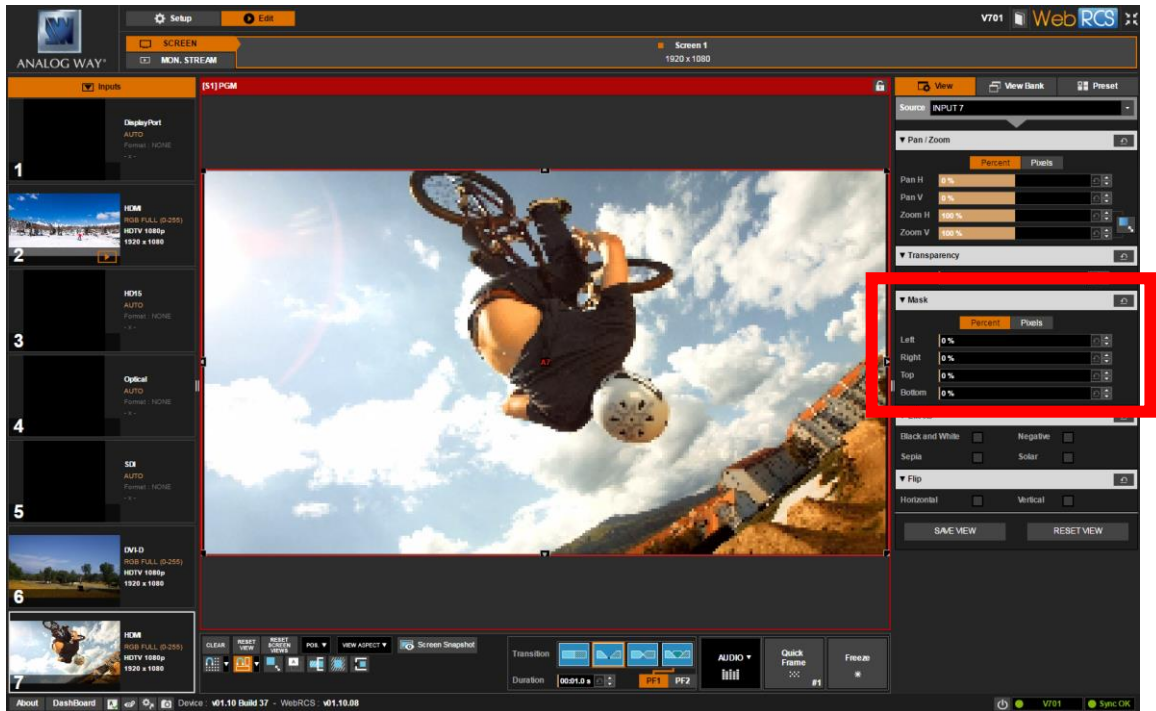 Setup
Edit
V701
Web RCS
ANALOG WAY®
SCREEN
MON. STREAM
Screen 1
1920 x 1080
Inputs
DisplayPort
AUTO
Format : NONE
- x -
1
HDMI
RGB FULL (0-255)
HDTV 1080p
1920 x 1080
2
HD15
AUTO
Format : NONE
- x -
3
Optical
AUTO
Format : NONE
- x -
4
SDI
AUTO
Format : NONE
- x -
5
DVI-D
RGB FULL (0-255)
HDTV 1080p
1920 x 1080
6
HDMI
RGB FULL (0-255)
HDTV 1080p
1920 x 1080
7
[S1] PGM
A7
CLEAR
RESET VIEW
RESET SCREEN VIEWS
POS. ▼
VIEW ASPECT ▼
Screen Snapshot
Transition
Duration
00:01.0 s
PF1
PF2
AUDIO ▼
Quick Frame
#1
Freeze
View
View Bank
Preset
Source INPUT 7
▼ Pan / Zoom
Percent
Pixels
Pan H 0 %
Pan V 0 %
Zoom H 100 %
Zoom V 100 %
▼ Transparency
▼ Mask
Percent
Pixels
Left 0 %
Right 0 %
Top 0 %
Bottom 0 %
Black and White
Negative
Sepia
Solar
▼ Flip
Horizontal
Vertical
SAVE VIEW
RESET VIEW
About
DashBoard
Device : v01.10 Build 37 - WebRCS : v01.10.08
V701
Sync OK